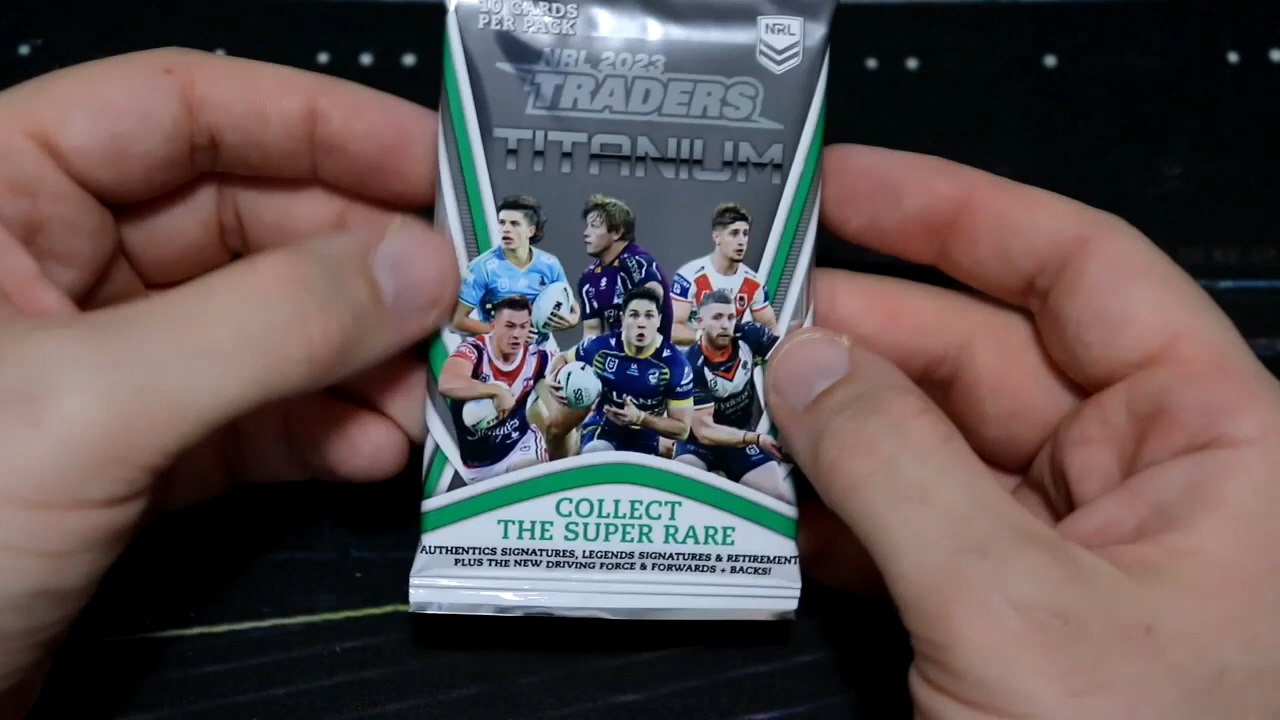 10 CARDS
PER PACK
NRL
NRL 2023
TRADERS
TITANIUM
COLLECT
THE SUPER RARE
AUTHENTICS SIGNATURES, LEGENDS SIGNATURES & RETIREMENT
PLUS THE NEW DRIVING FORCE & FORWARDS + BACKS!